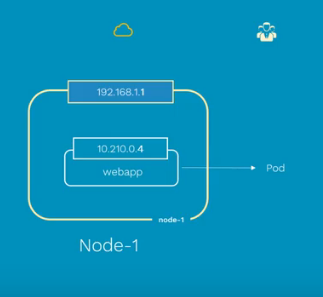 192.168.1.1
10.210.0.4
webapp
Pod
node-1
Node-1